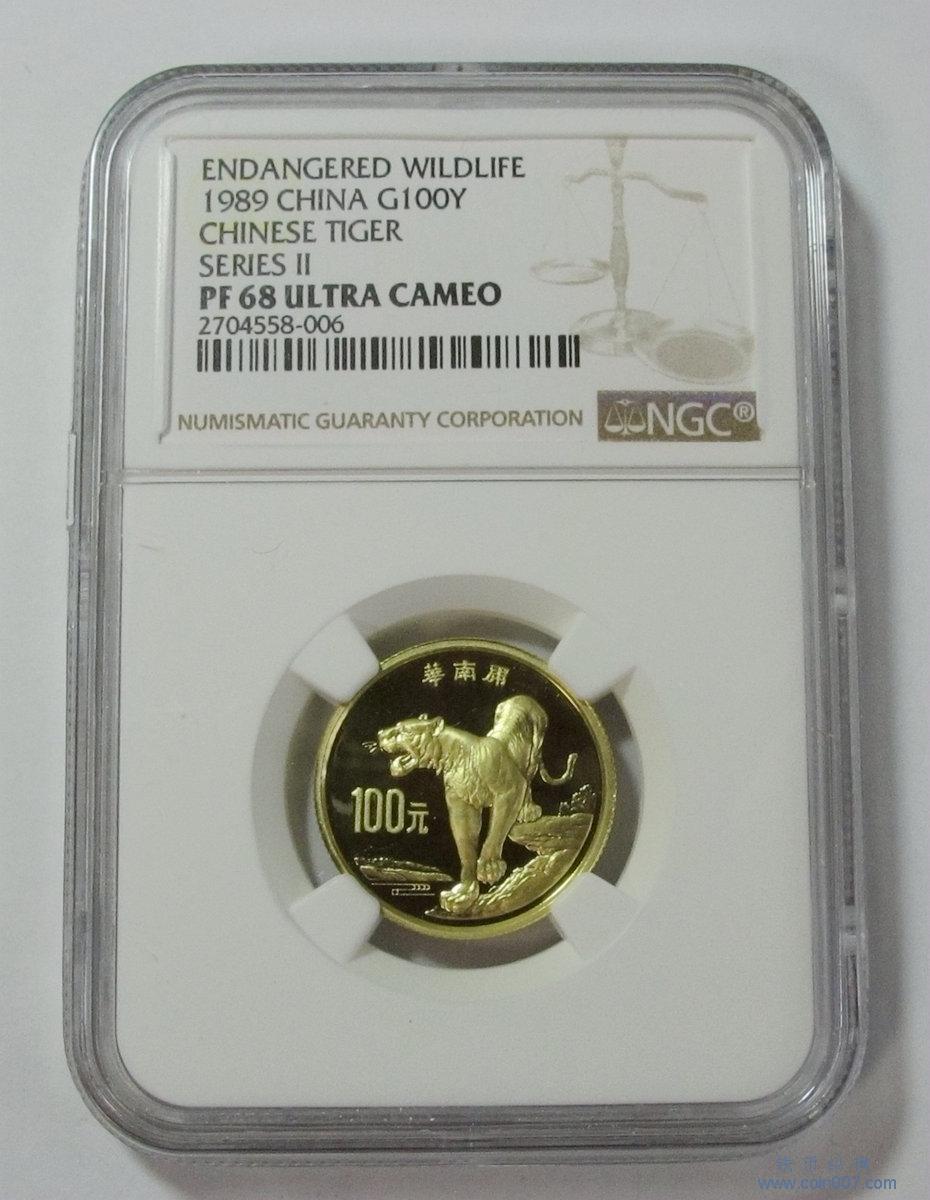 ENDANGERED WILDLIFE
1989 CHINA G100Y
CHINESE TIGER
SERIES II
PF 68 ULTRA CAMEO
2704558-006
NUMISMATIC GUARANTY CORPORATION
NGC®
華南虎
100元
www.coin007.com